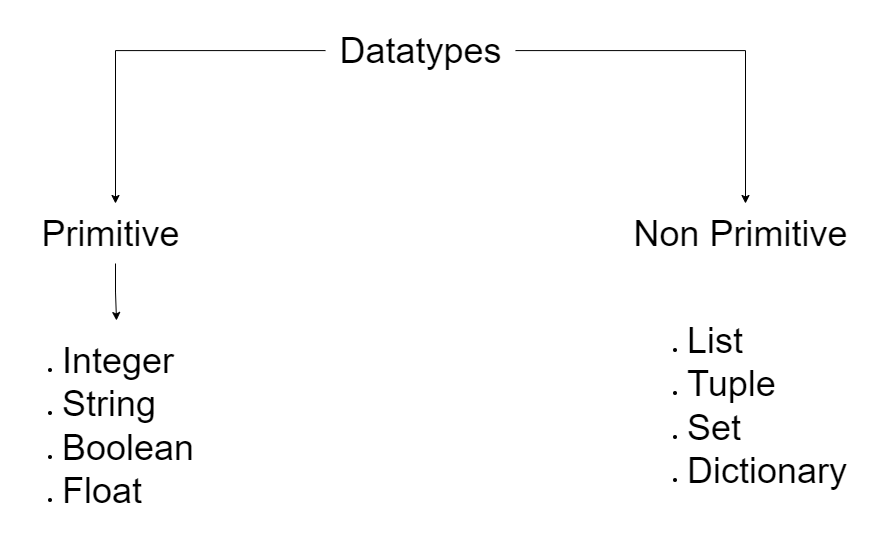 Datatypes
Primitive
. Integer
. String
. Boolean
. Float
Non Primitive
. List
. Tuple
. Set
. Dictionary